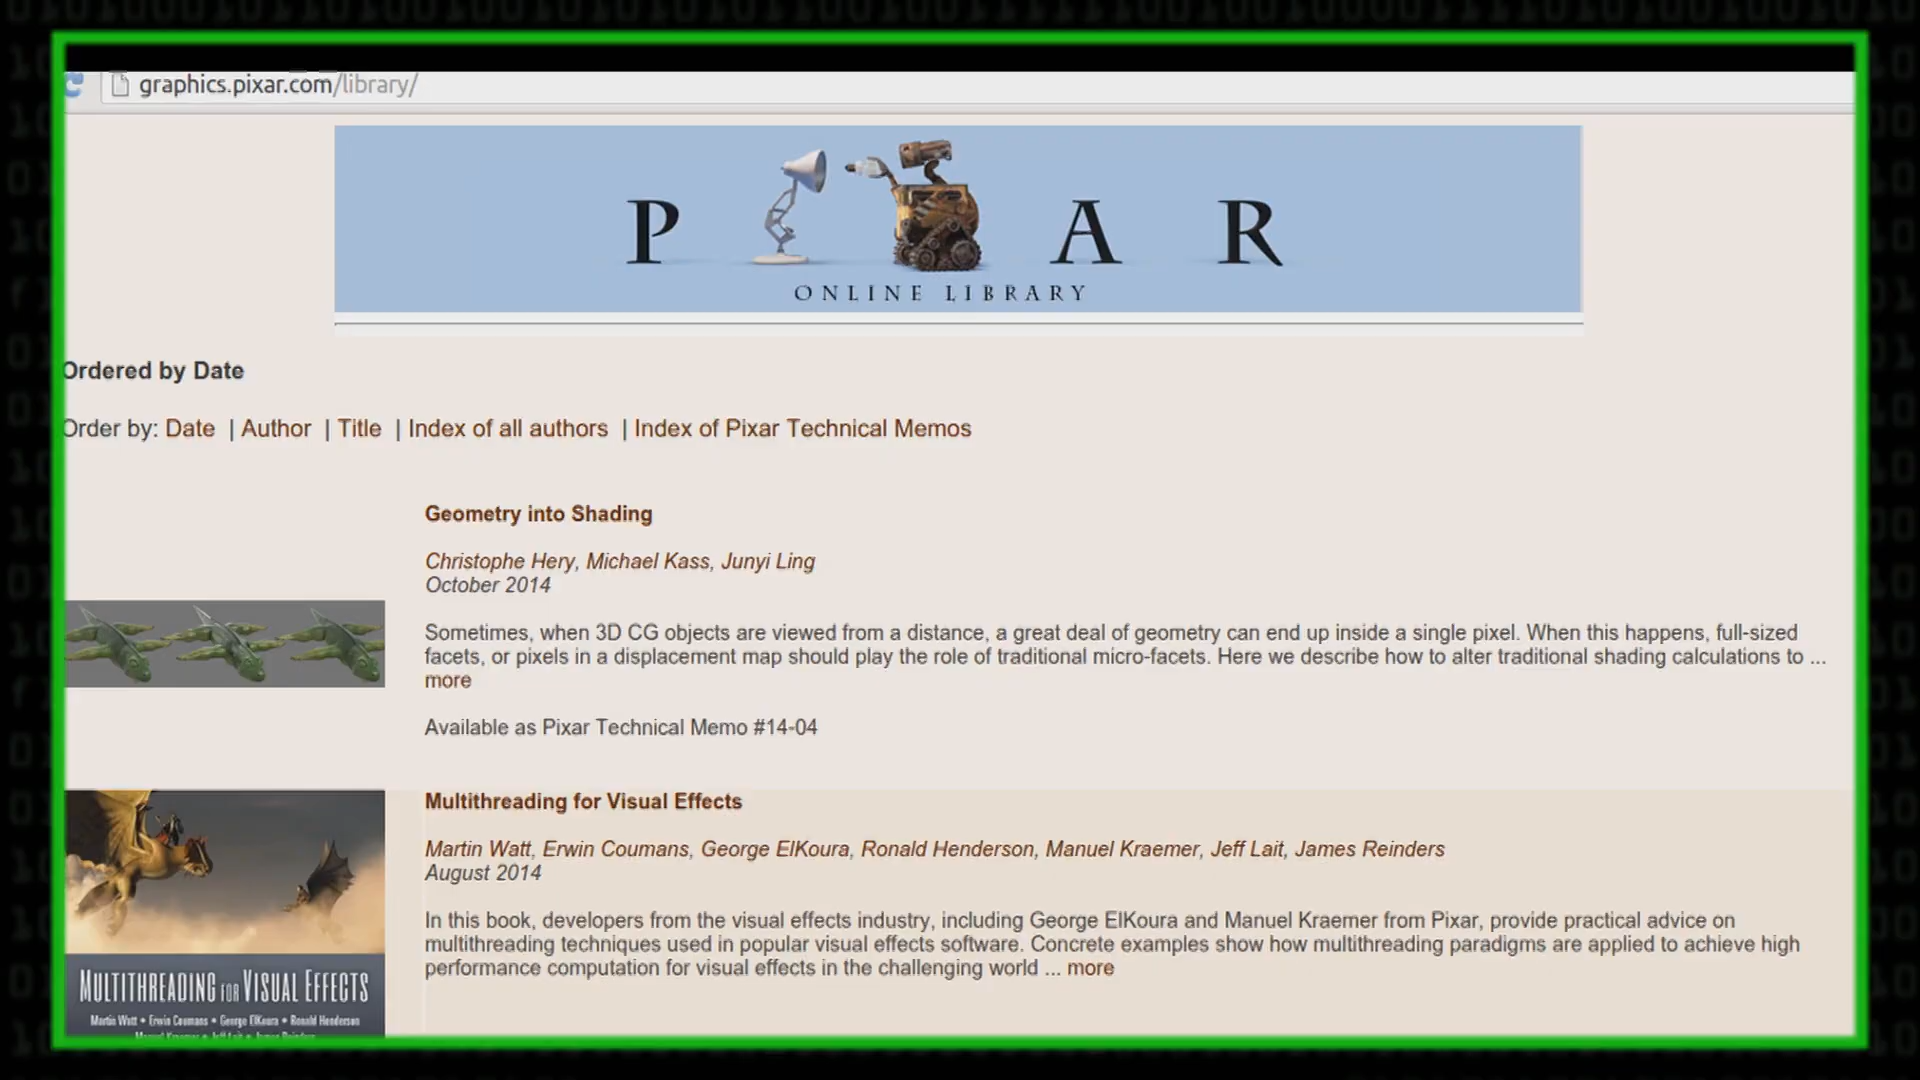 graphics.pixar.com/library/
P A R
ONLINE LIBRARY
Ordered by Date
Order by: Date | Author | Title | Index of all authors | Index of Pixar Technical Memos
Geometry into Shading
Christophe Hery, Michael Kass, Junyi Ling
October 2014
Sometimes, when 3D CG objects are viewed from a distance, a great deal of geometry can end up inside a single pixel. When this happens, full-sized
facets, or pixels in a displacement map should play the role of traditional micro-facets. Here we describe how to alter traditional shading calculations to ...
more
Available as Pixar Technical Memo #14-04
Multithreading for Visual Effects
Martin Watt, Erwin Coumans, George ElKoura, Ronald Henderson, Manuel Kraemer, Jeff Lait, James Reinders
August 2014
In this book, developers from the visual effects industry, including George ElKoura and Manuel Kraemer from Pixar, provide practical advice on
multithreading techniques used in popular visual effects software. Concrete examples show how multithreading paradigms are applied to achieve high
performance computation for visual effects in the challenging world ... more
MULTITHREADING FOR VISUAL EFFECTS
Martin Watt • Erwin Coumans • George ElKoura • Ronald Henderson